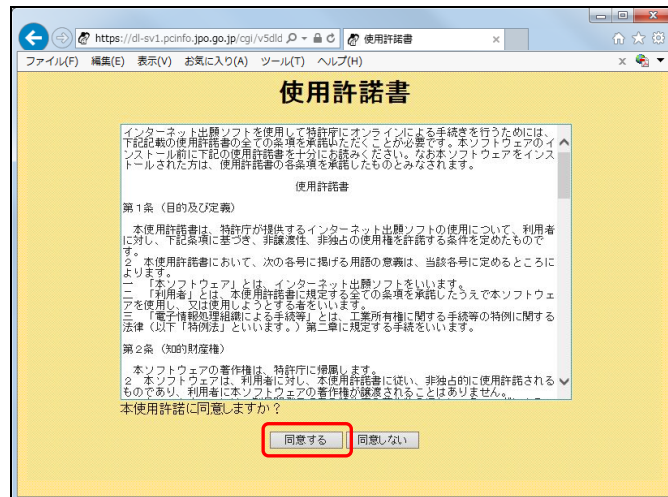 https://dl-sv1.pcinfo.jpo.go.jp/cgi/v5dld
使用許諾書
ファイル(F) 編集(E) 表示(V) お気に入り(A) ツール(T) ヘルプ(H)
使用許諾書
インターネット出願ソフトを使用して特許庁にオンラインによる手続きを行うためには、
下記記載の使用許諾書の全ての条項を承諾いただくことが必要です。本ソフトウェアのイ
ンストール前に下記の使用許諾書を十分にお読みください。なお本ソフトウェアをインス
トールされた方は、使用許諾書の各条項を承諾したものとみなされます。
使用許諾書
第１条（目的及び定義）
本使用許諾書は、特許庁が提供するインターネット出願ソフトの使用について、利用者
に対し、下記条項に基づき、非譲渡性、非独占の使用権を許諾する条件を定めたもので
す。
２　本使用許諾書において、次の各号に掲げる用語の意義は、当該各号に定めるところに
よります。
一　「本ソフトウェア」とは、インターネット出願ソフトをいいます。
二　「利用者」とは、本使用許諾書に規定する全ての条項を承諾したうえで本ソフトウェ
アを使用し、又は使用しようとする者をいいます。
三　「電子情報処理組織による手続等」とは、工業所有権に関する手続等の特例に関する
法律（以下「特例法」といいます。）第二章に規定する手続をいいます。
第２条（知的財産権）
本ソフトウェアの著作権は、特許庁に帰属します。
２　本ソフトウェアは、利用者に対し、本使用許諾書に従い、非独占的に使用許諾される
ものであり、利用者に本ソフトウェアの著作権が譲渡されることはありません。
本使用許諾に同意しますか？
同意する 同意しない